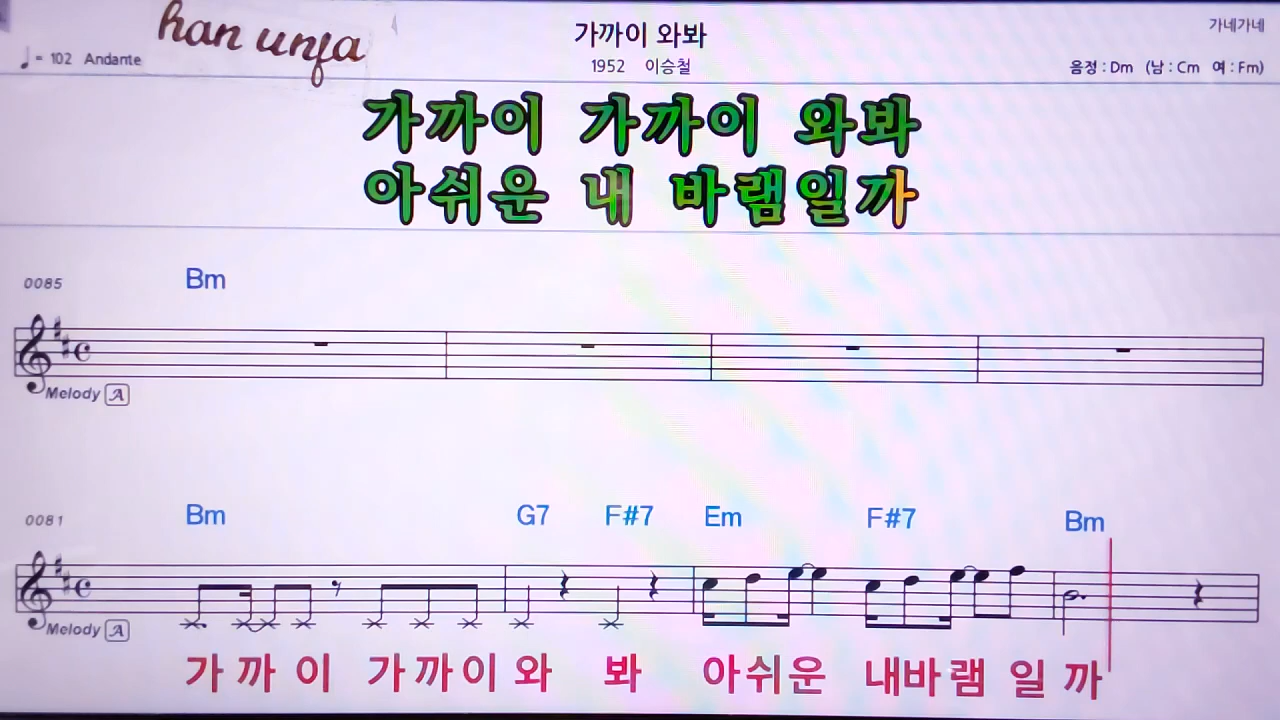 han unja
가까이 와봐
가네가네
♩ = 102 Andante
1952 이승철
음정 : Dm (남 : Cm 여 : Fm)
가까이 가까이 와봐
아쉬운 내 바램일까
0085
Bm
Melody A
0081
Bm G7 F#7 Em F#7 Bm
Melody A
가 까 이 가 까 이 와 봐 아 쉬 운 내 바 램 일 까